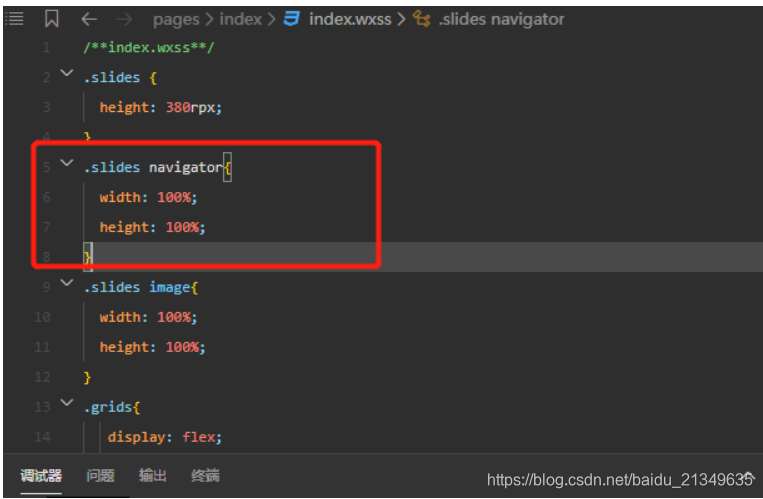 pages > index > index.wxss > .slides navigator
1 /**index.wxss**/
2 .slides {
3 height: 380rpx;
4 }
5 .slides navigator{
6 width: 100%;
7 height: 100%;
8 }
9 .slides image{
10 width: 100%;
11 height: 100%;
12 }
13 .grids{
14 display: flex;
调试器 问题 输出 终端
https://blog.csdn.net/baidu_21349635